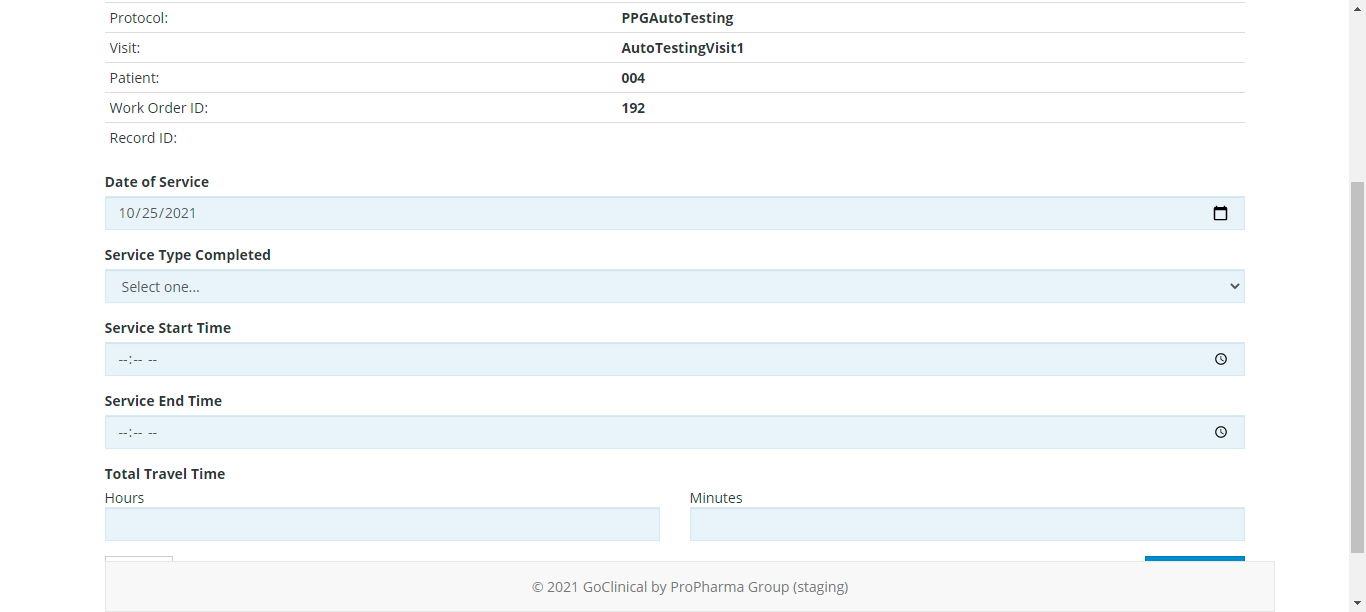 Protocol: PPGAutoTesting
Visit: AutoTestingVisit1
Patient: 004
Work Order ID: 192
Record ID:
Date of Service
10/25/2021
Service Type Completed
Select one...
Service Start Time
--:-- --
Service End Time
--:-- --
Total Travel Time
Hours Minutes
© 2021 GoClinical by ProPharma Group (staging)